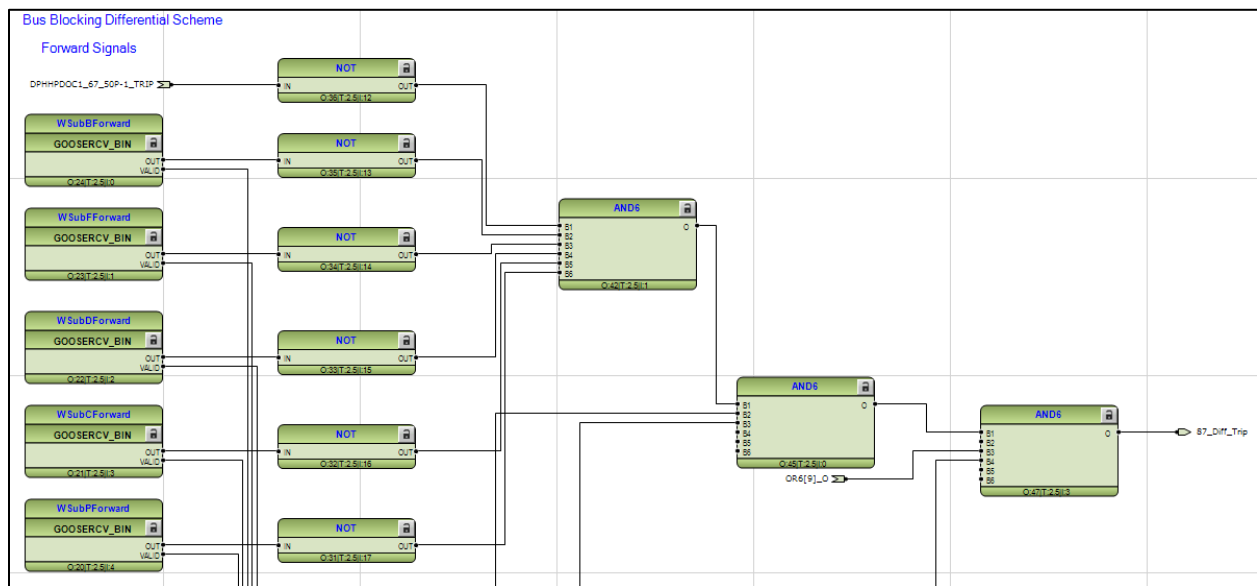 Bus Blocking Differential Scheme
Forward Signals
DPHHPDOC1_67_50P-1_TRIP
NOT
IN OUT
O:36|T:2.5|I:12
WSubBForward
GOOSERCV_BIN
OUT
VALID
O:24|T:2.5|I:0
NOT
IN OUT
O:35|T:2.5|I:13
WSubFForward
GOOSERCV_BIN
OUT
VALID
O:23|T:2.5|I:1
NOT
IN OUT
O:34|T:2.5|I:14
AND6
B1 O
B2
B3
B4
B5
B6
O:42|T:2.5|I:1
WSubDForward
GOOSERCV_BIN
OUT
VALID
O:22|T:2.5|I:2
NOT
IN OUT
O:33|T:2.5|I:15
WSubCForward
GOOSERCV_BIN
OUT
VALID
O:21|T:2.5|I:3
NOT
IN OUT
O:32|T:2.5|I:16
AND6
B1 O
B2
B3
B4
B5
B6
O:45|T:2.5|I:0
OR6[9]_O
AND6
B1 O
B2
B3
B4
B5
B6
O:47|T:2.5|I:3
87_Diff_Trip
WSubPForward
GOOSERCV_BIN
OUT
VALID
O:20|T:2.5|I:4
NOT
IN OUT
O:31|T:2.5|I:17